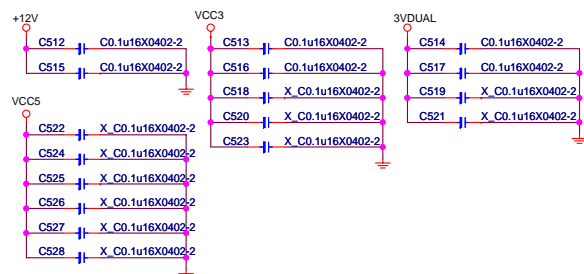 +12V
C512 C0.1u16X0402-2
C515 C0.1u16X0402-2
VCC3
C513 C0.1u16X0402-2
C516 C0.1u16X0402-2
C518 X_C0.1u16X0402-2
C520 X_C0.1u16X0402-2
C523 X_C0.1u16X0402-2
3VDUAL
C514 C0.1u16X0402-2
C517 C0.1u16X0402-2
C519 X_C0.1u16X0402-2
C521 X_C0.1u16X0402-2
VCC5
C522 X_C0.1u16X0402-2
C524 X_C0.1u16X0402-2
C525 X_C0.1u16X0402-2
C526 X_C0.1u16X0402-2
C527 X_C0.1u16X0402-2
C528 X_C0.1u16X0402-2